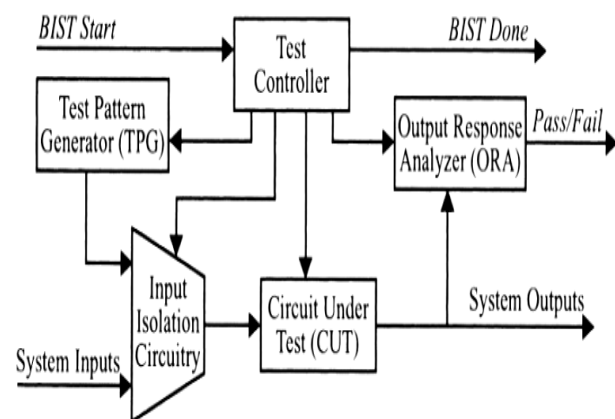 BIST Start
Test
Controller
BIST Done
Test Pattern
Generator (TPG)
Output Response
Analyzer (ORA)
Pass/Fail
Input
Isolation
Circuitry
Circuit Under
Test (CUT)
System Outputs
System Inputs